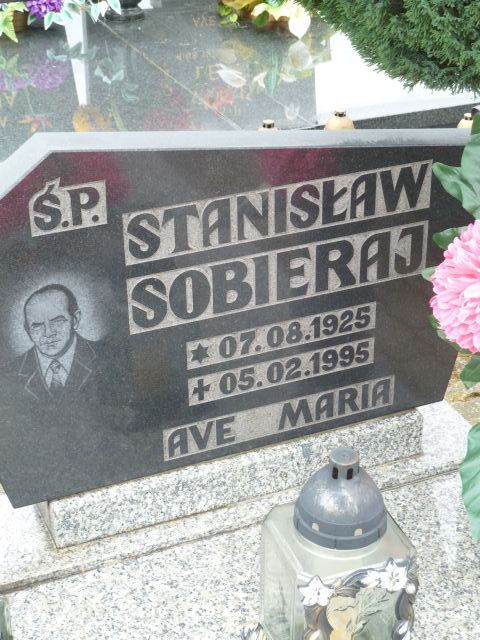 Ś.P. STANISŁAW
SOBIERAJ
* 07.08.1925
+ 05.02.1995
AVE MARIA